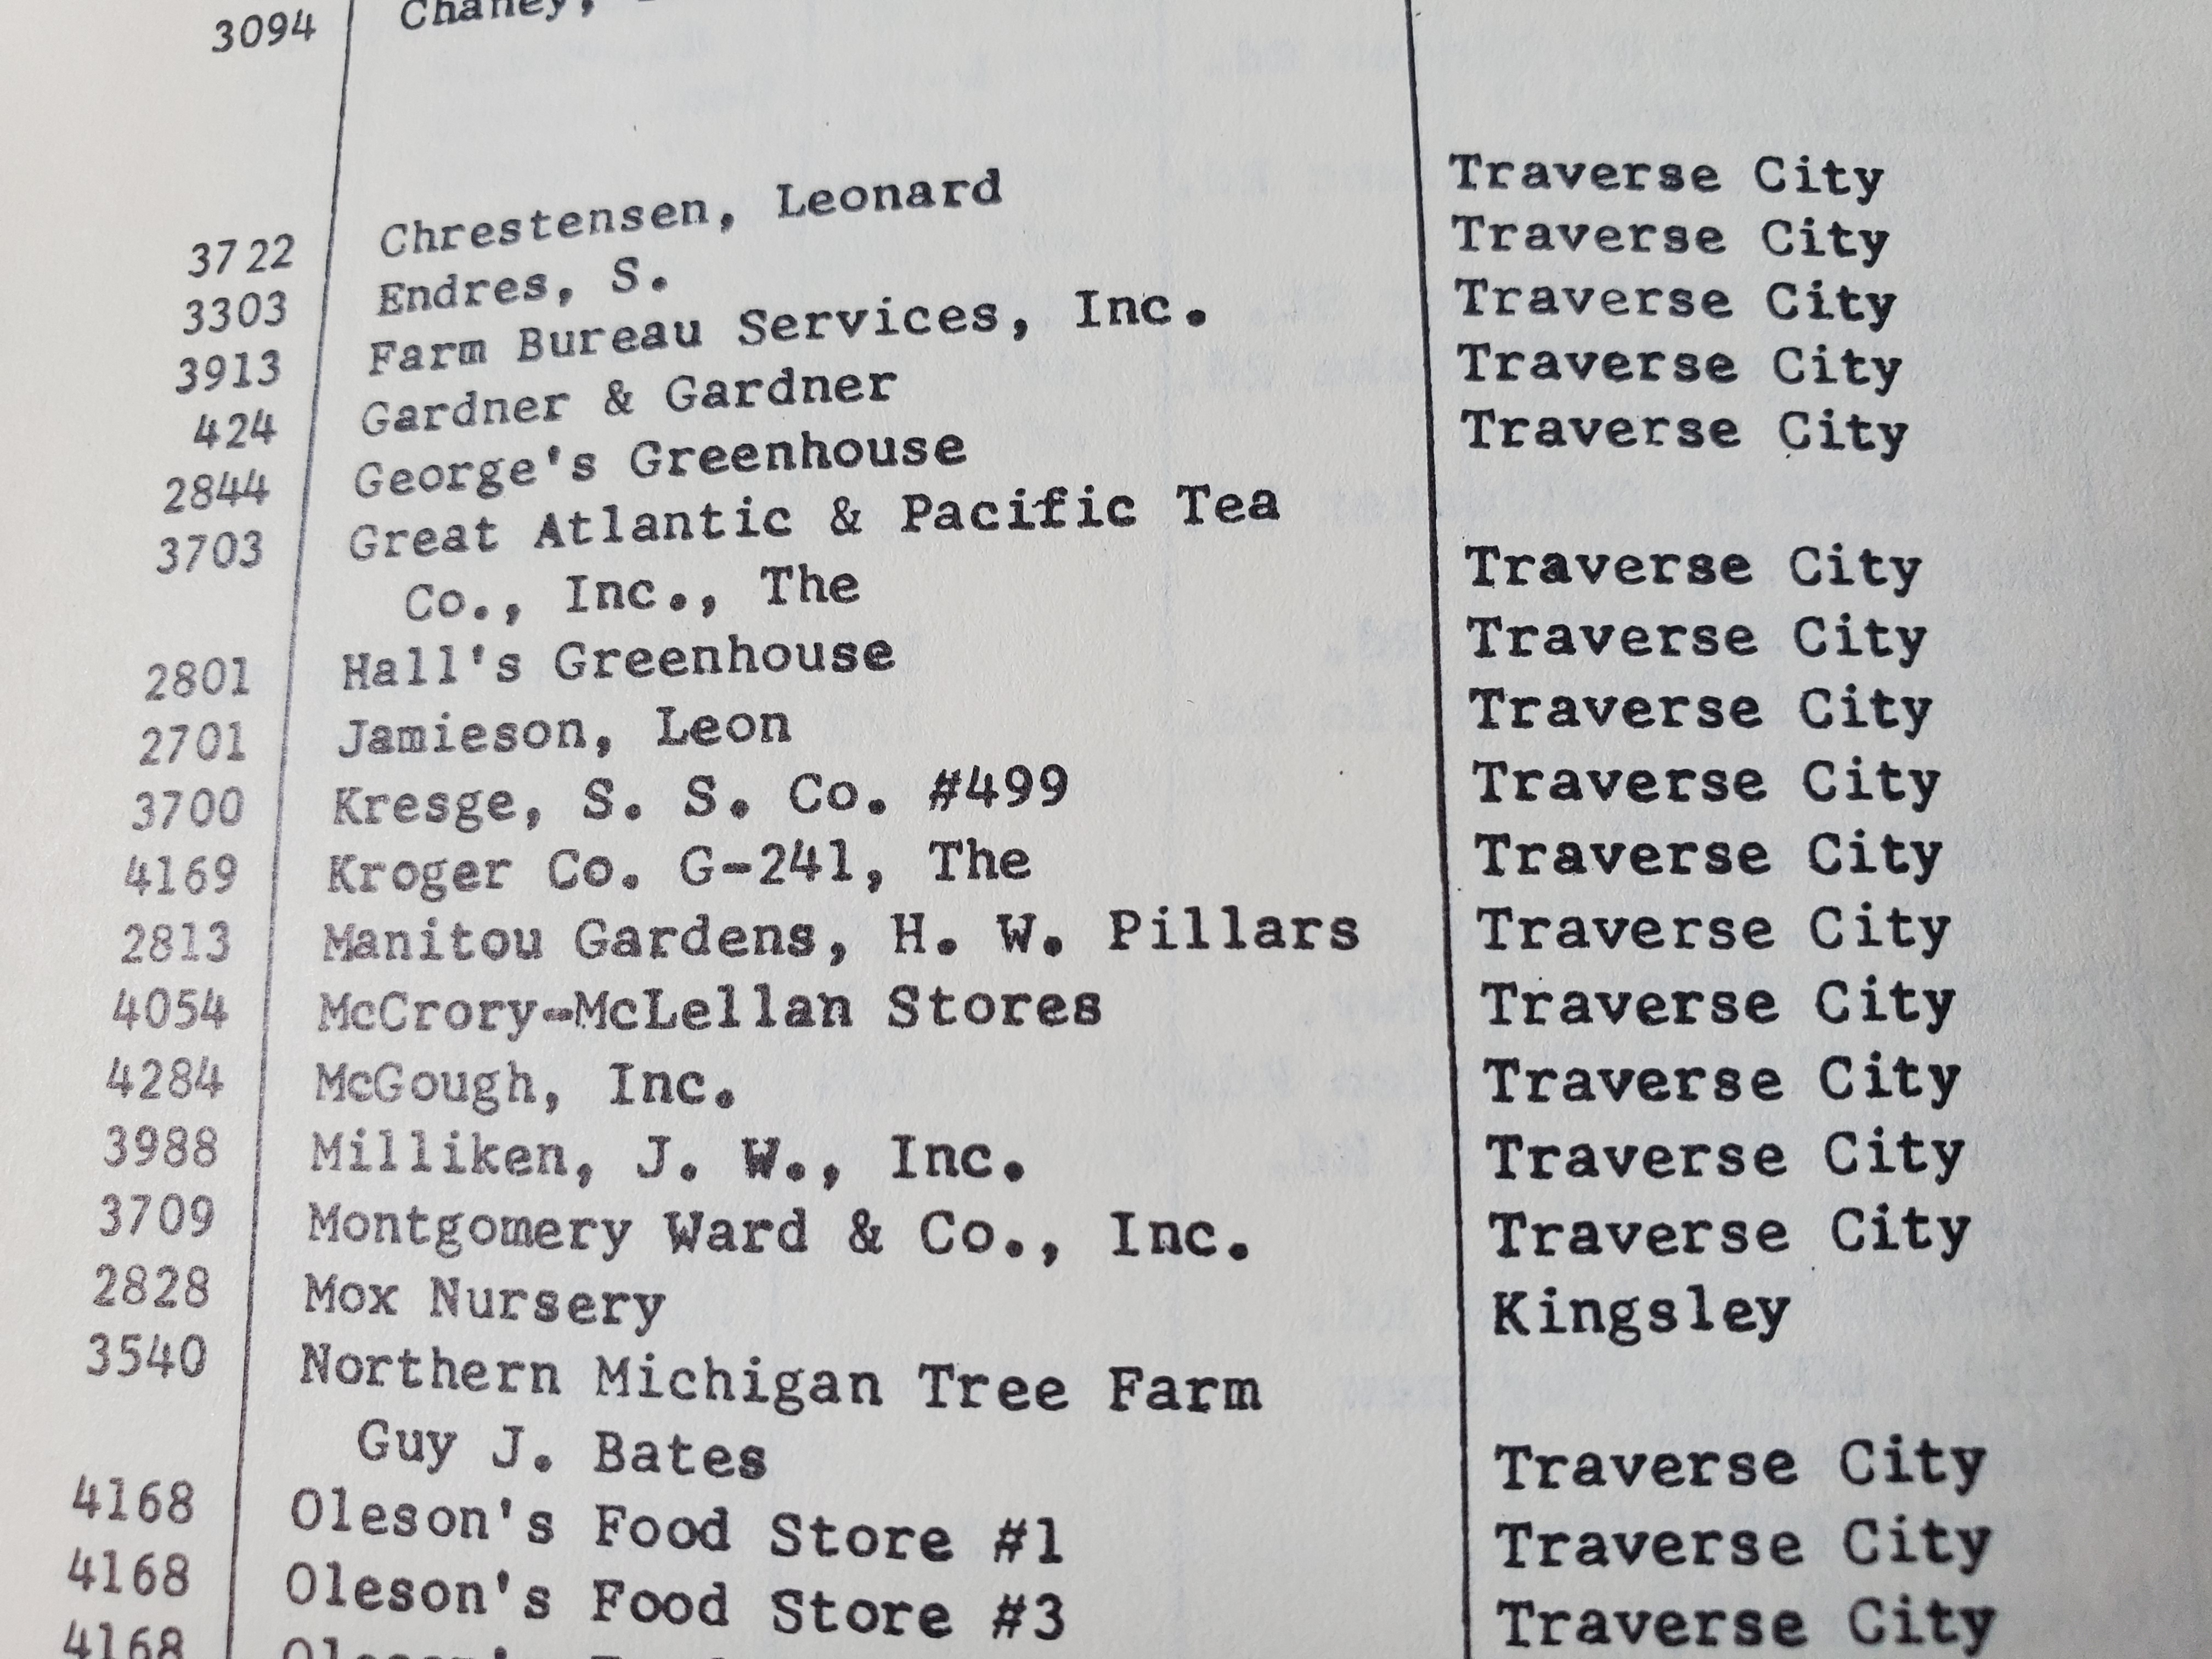 3094 Chaney,
3722 Chrestensen, Leonard Traverse City
3303 Endres, S. Traverse City
3913 Farm Bureau Services, Inc. Traverse City
424 Gardner & Gardner Traverse City
2844 George's Greenhouse Traverse City
3703 Great Atlantic & Pacific Tea
Co., Inc., The Traverse City
2801 Hall's Greenhouse Traverse City
2701 Jamieson, Leon Traverse City
3700 Kresge, S. S. Co. #499 Traverse City
4169 Kroger Co. G-241, The Traverse City
2813 Manitou Gardens, H. W. Pillars Traverse City
4054 McCrory-McLellan Stores Traverse City
4284 McGough, Inc. Traverse City
3988 Milliken, J. W., Inc. Traverse City
3709 Montgomery Ward & Co., Inc. Traverse City
2828 Mox Nursery Kingsley
3540 Northern Michigan Tree Farm
Guy J. Bates Traverse City
4168 Oleson's Food Store #1 Traverse City
4168 Oleson's Food Store #3 Traverse City
4168